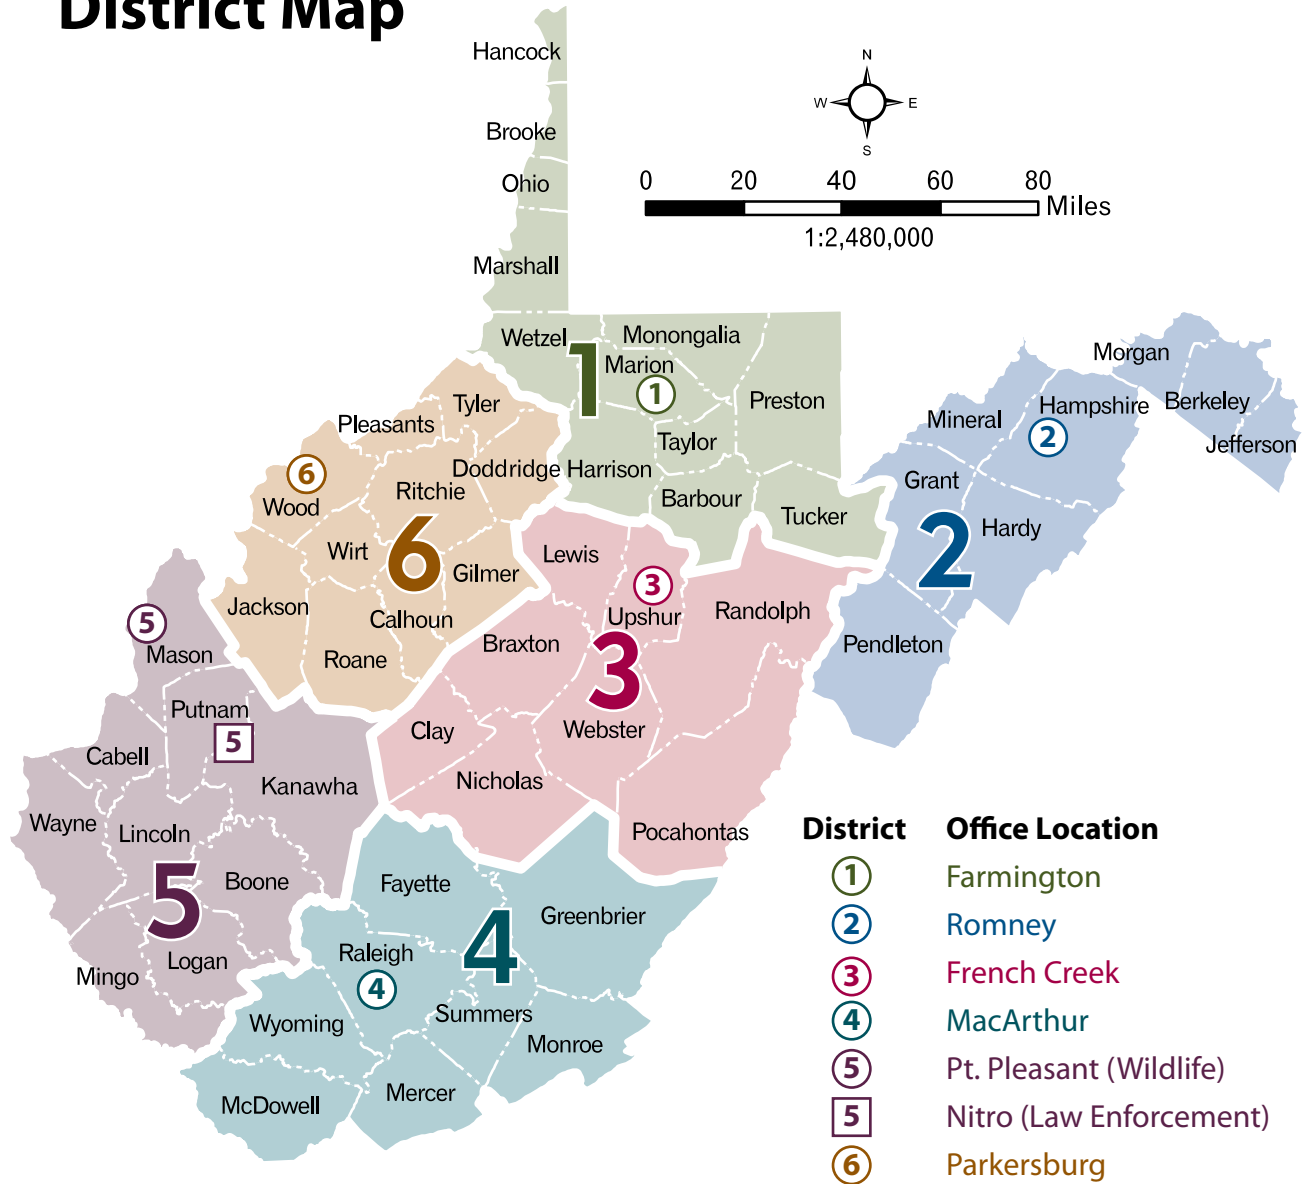 District Map
N
W E
S
0 20 40 60 80
Miles
1:2,480,000
Hancock
Brooke
Ohio
Marshall
Wetzel
Monongalia
1
Marion
1
Preston
Taylor
Harrison
Barbour
Tucker
Morgan
Berkeley
Jefferson
Hampshire
Mineral
2
Grant
Hardy
2
Pendleton
Tyler
Pleasants
Doddridge
6
Ritchie
Wood
Wirt
6
Gilmer
Jackson
Calhoun
Roane
Lewis
3
Upshur
Randolph
Braxton
3
Clay
Webster
Nicholas
Pocahontas
5
Mason
Putnam
5
Cabell
Kanawha
Wayne
Lincoln
Boone
5
Logan
Mingo
Fayette
Greenbrier
Raleigh
4
4
Summers
Wyoming
Monroe
Mercer
McDowell
District Office Location
1 Farmington
2 Romney
3 French Creek
4 MacArthur
5 Pt. Pleasant (Wildlife)
5 Nitro (Law Enforcement)
6 Parkersburg